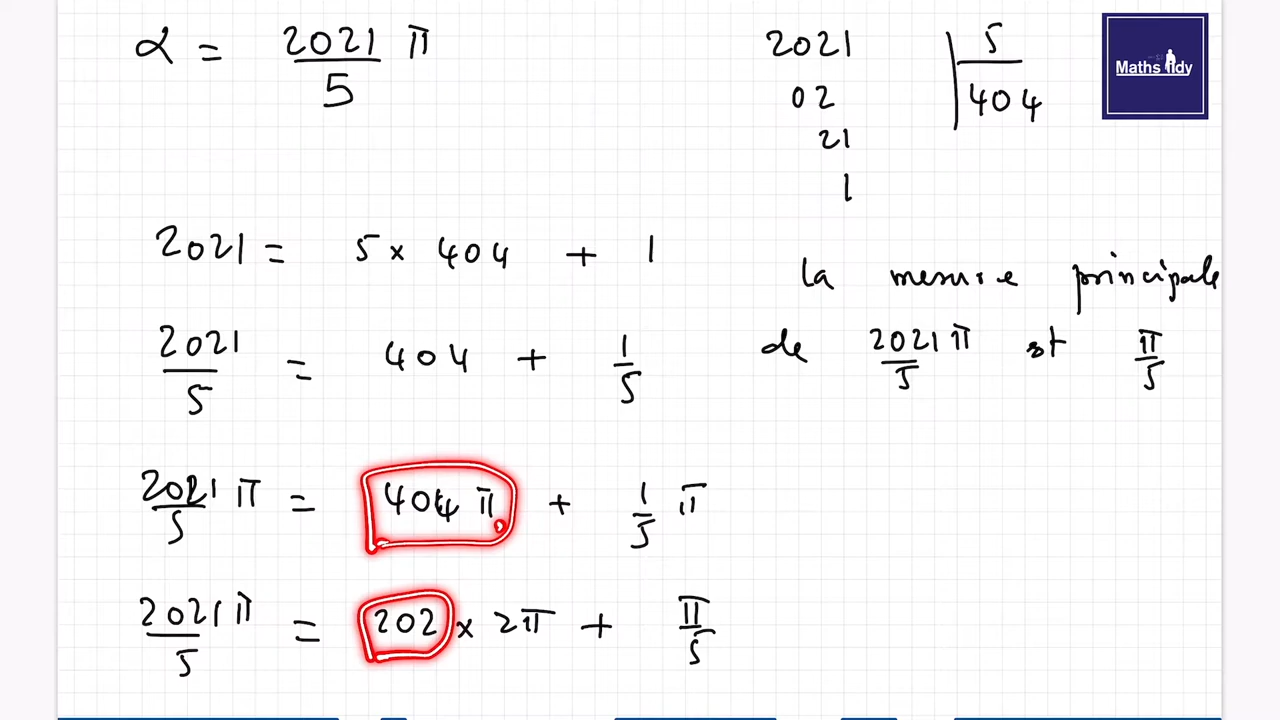 α = 2021/5 π
2021 | 5
02 | 404
21
1
Maths Tidy
2021 = 5 × 404 + 1
la mesure principale
de 2021π/5 est π/5
2021/5 = 404 + 1/5
2021/5 π = 404 π + 1/5 π
2021π/5 = 202 × 2π + π/5